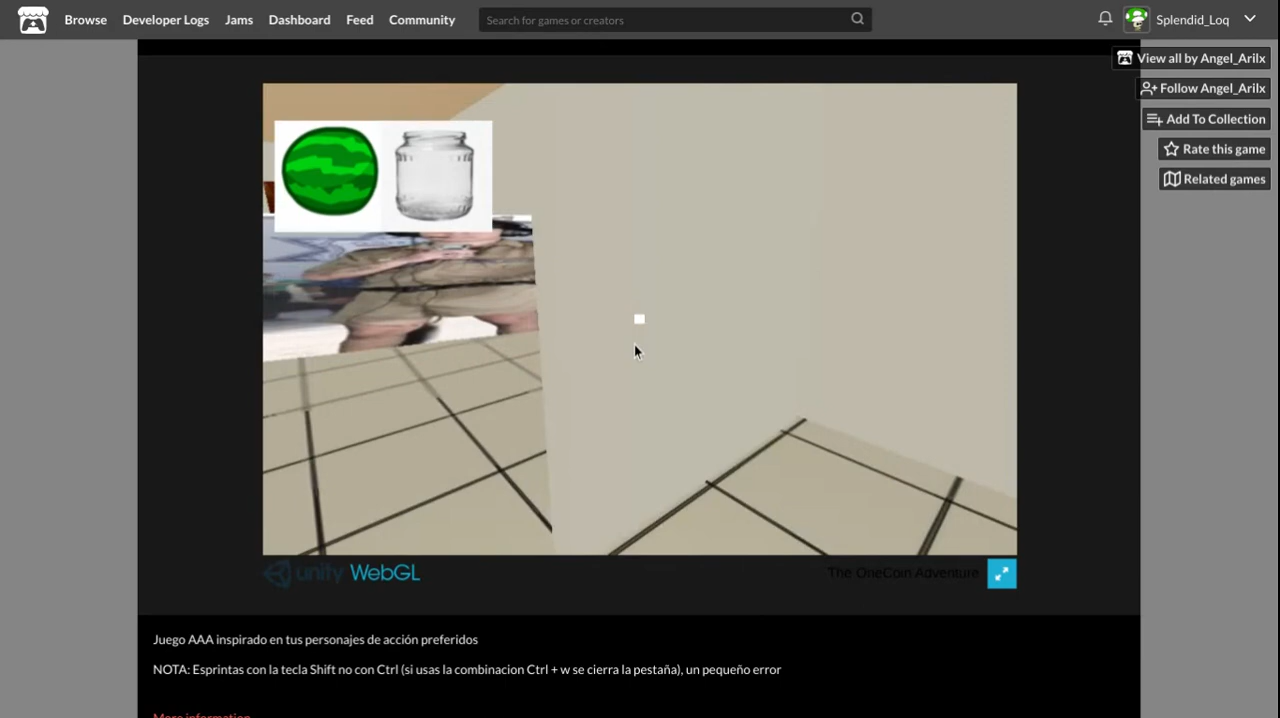 Browse Developer Logs Jams Dashboard Feed Community Search for games or creators Splendid_Loq
View all by Angel_Arilx
Follow Angel_Arilx
Add To Collection
Rate this game
Related games
unity WebGL The OneCoin Adventure
Juego AAA inspirado en tus personajes de acción preferidos
NOTA: Esprintas con la tecla Shift no con Ctrl (si usas la combinacion Ctrl + w se cierra la pestaña), un pequeño error
More information